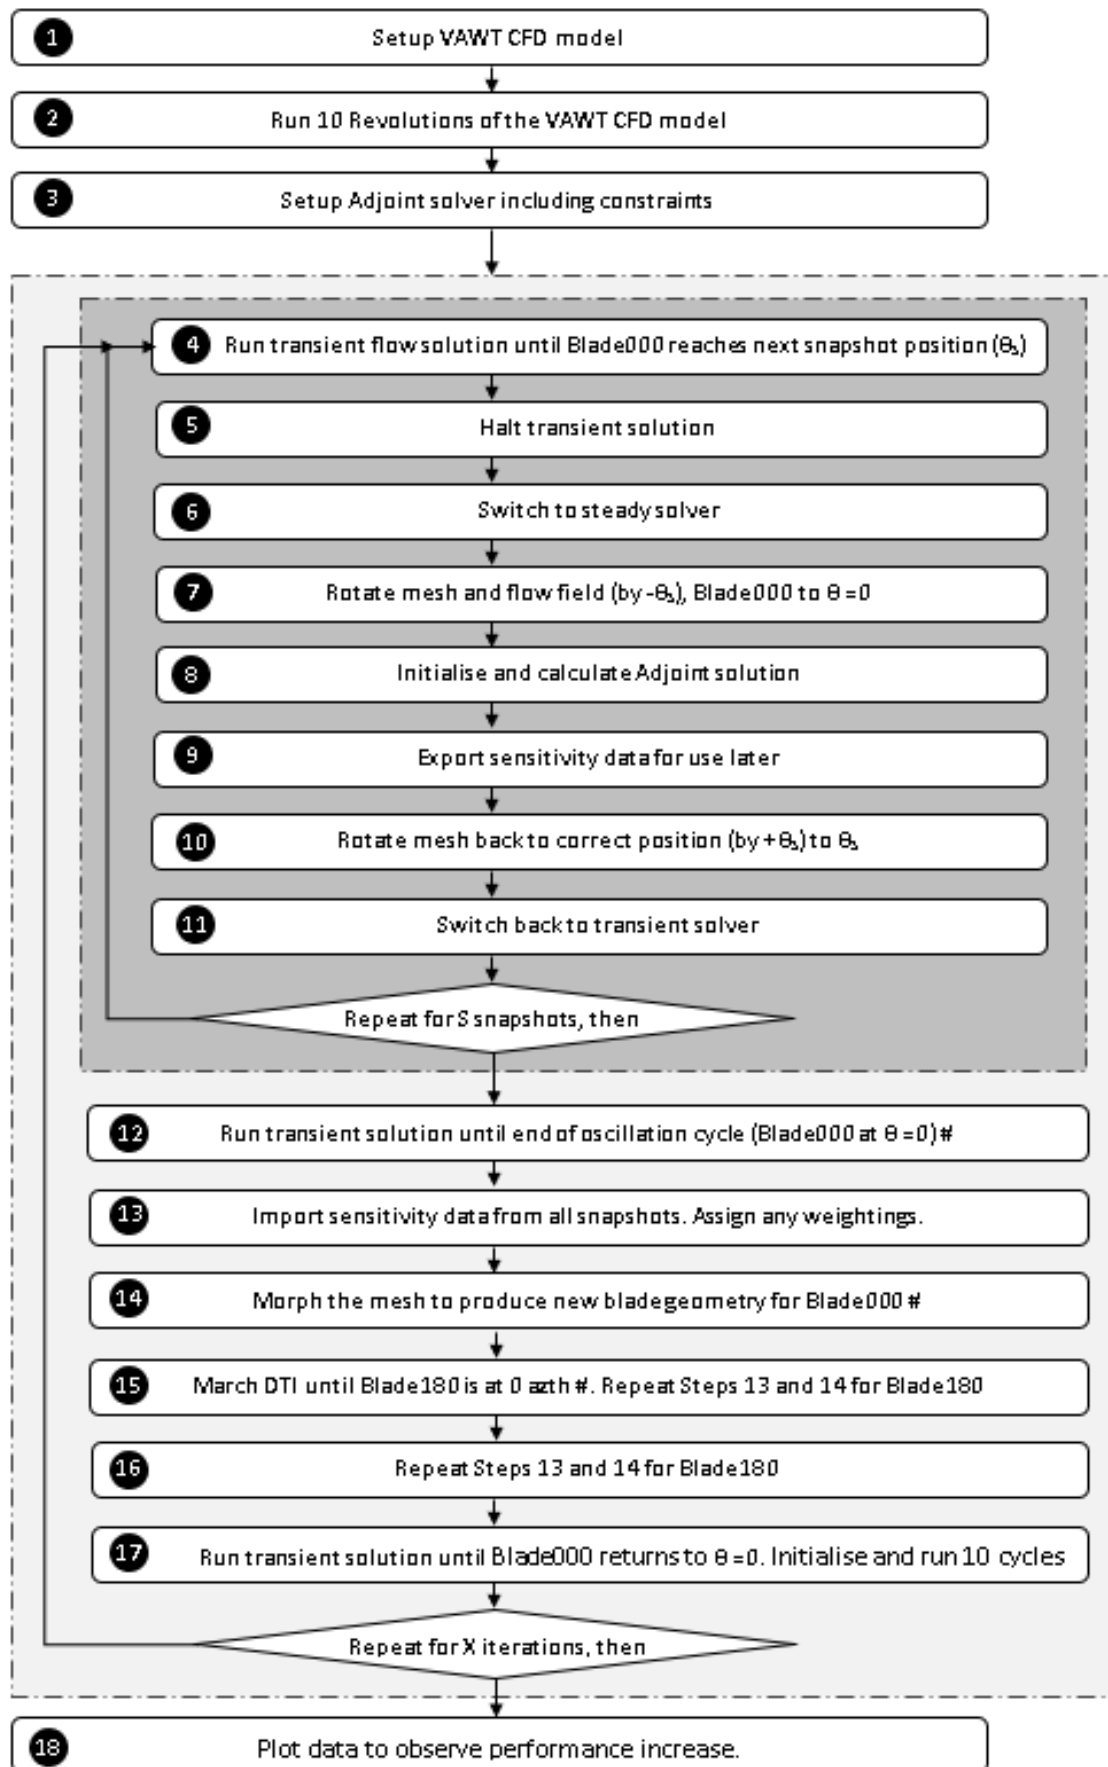 1 Setup VAWT CFD model
2 Run 10 Revolutions of the VAWT CFD model
3 Setup Adjoint solver including constraints
4 Run transient flow solution until Blade000 reaches next snapshot position (θs)
5 Halt transient solution
6 Switch to steady solver
7 Rotate mesh and flow field (by -θs), Blade000 to θ =0
8 Initialise and calculate Adjoint solution
9 Export sensitivity data for use later
10 Rotate mesh back to correct position (by + θs) to θs
11 Switch back to transient solver
Repeat for S snapshots, then
12 Run transient solution until end of oscillation cycle (Blade000 at θ =0) #
13 Import sensitivity data from all snapshots. Assign any weightings.
14 Morph the mesh to produce new blade geometry for Blade000 #
15 March DTI until Blade180 is at 0 azth #. Repeat Steps 13 and 14 for Blade180
16 Repeat Steps 13 and 14 for Blade180
17 Run transient solution until Blade000 returns to θ =0. Initialise and run 10 cycles
Repeat for X iterations, then
18 Plot data to observe performance increase.